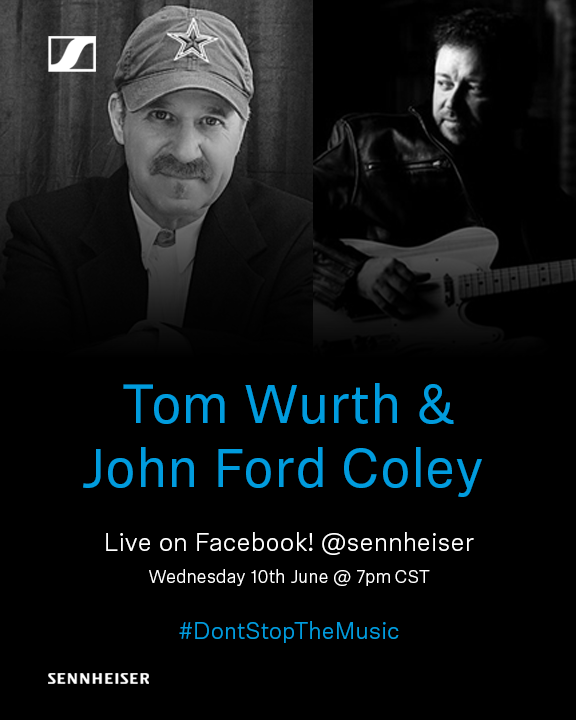 Tom Wurth &
John Ford Coley
Live on Facebook! @sennheiser
Wednesday 10th June @ 7pm CST
#DontStopTheMusic
SENNHEISER